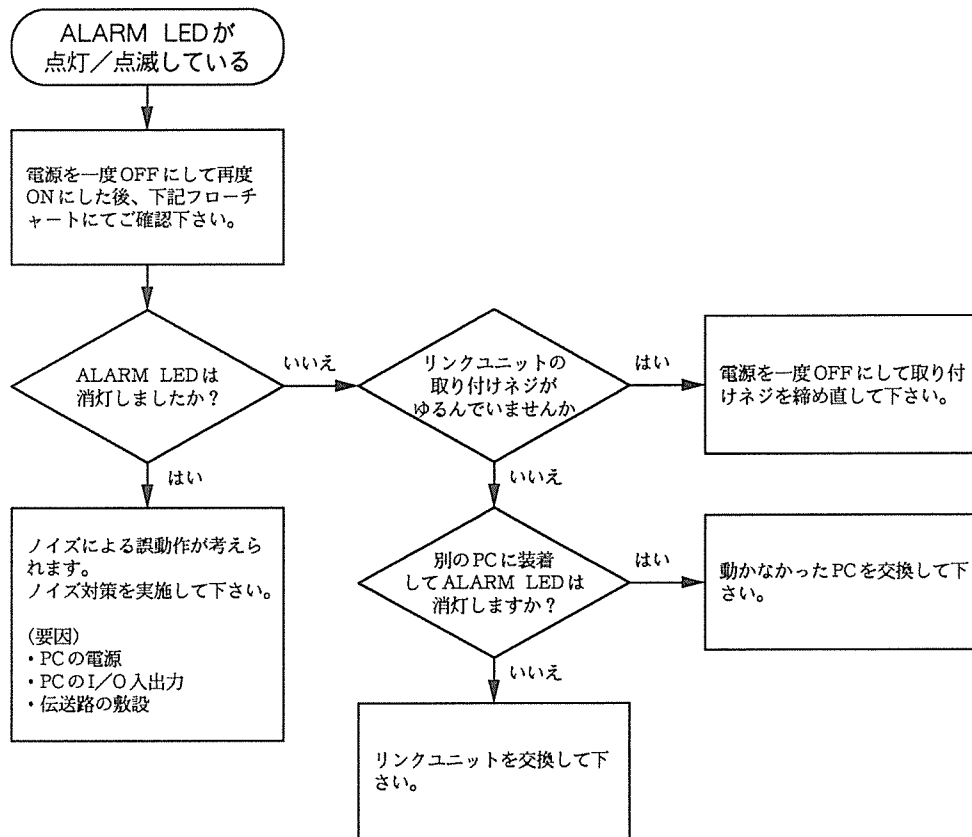 ALARM LEDが
点灯／点滅している
電源を一度OFFにして再度
ONにした後、下記フローチ
ャートにてご確認下さい。
ALARM LEDは
消灯しましたか？
いいえ
はい
リンクユニットの
取り付けネジが
ゆるんでいませんか
はい
いいえ
電源を一度OFFにして取り付
けネジを締め直して下さい。
ノイズによる誤動作が考えら
れます。
ノイズ対策を実施して下さい。
(要因)
・PCの電源
・PCのI／O入出力
・伝送路の敷設
別のPCに装着
してALARM LEDは
消灯しますか？
はい
いいえ
動かなかったPCを交換して下
さい。
リンクユニットを交換して下
さい。